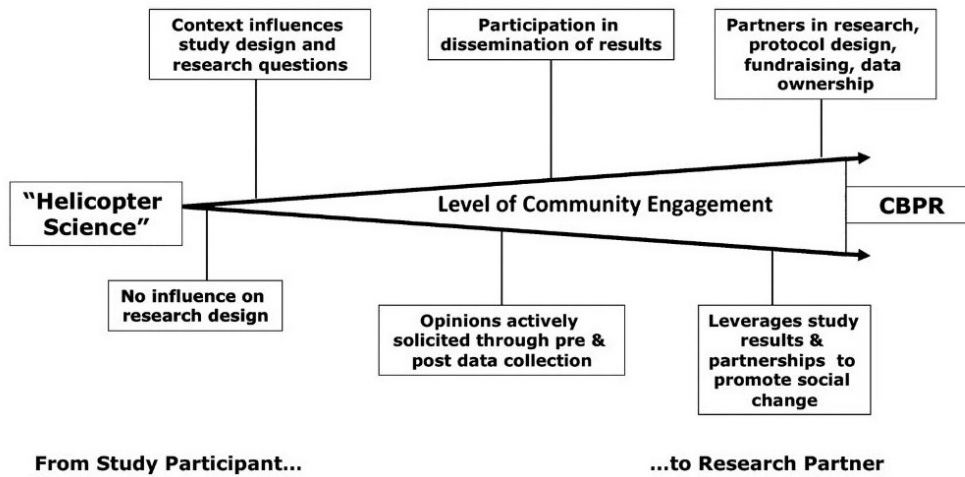 Context influences
study design and
research questions
Participation in
dissemination of results
Partners in research,
protocol design,
fundraising, data
ownership
“Helicopter
Science”
Level of Community Engagement
CBPR
No influence on
research design
Opinions actively
solicited through pre &
post data collection
Leverages study
results &
partnerships to
promote social
change
From Study Participant...
...to Research Partner